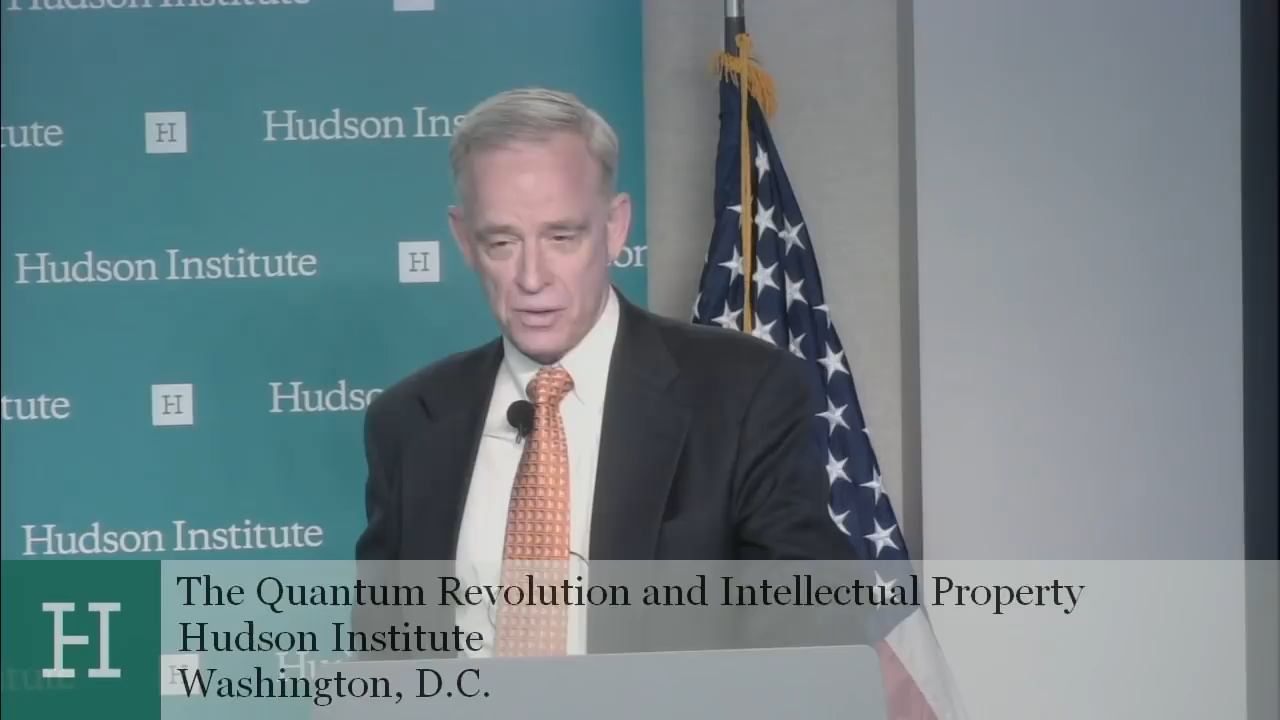 Hudson Institute
H
tute
H
Hudson Ins
Hudson Institute
H
tute
H
Hudso
Hudson Institute
H
The Quantum Revolution and Intellectual Property
Hudson Institute
Washington, D.C.